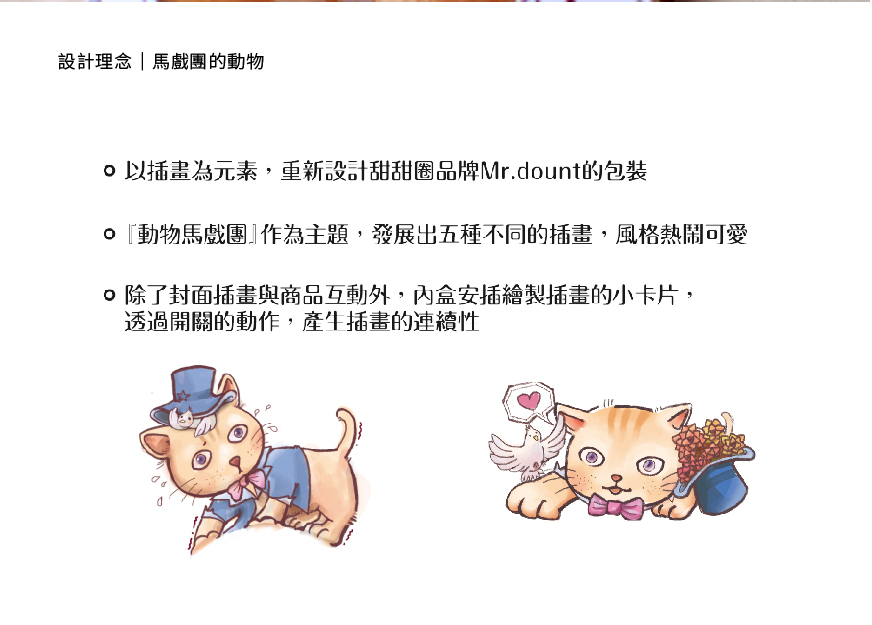 設計理念｜馬戲團的動物
以插畫為元素，重新設計甜甜圈品牌Mr.dount的包裝
『動物馬戲團』作為主題，發展出五種不同的插畫，風格熱鬧可愛
除了封面插畫與商品互動外，內盒安插繪製插畫的小卡片，
透過開關的動作，產生插畫的連續性